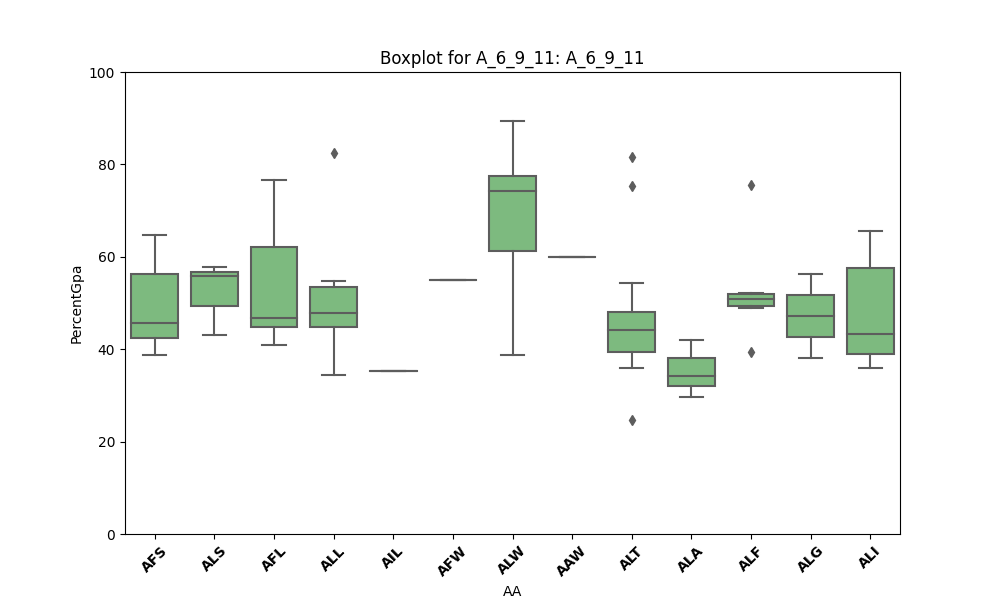 Boxplot for A_6_9_11: A_6_9_11
PercentGpa
100
80
60
40
20
0
AFS ALS AFL ALL AIL AFW ALW AAW ALT ALA ALF ALG ALI
AA